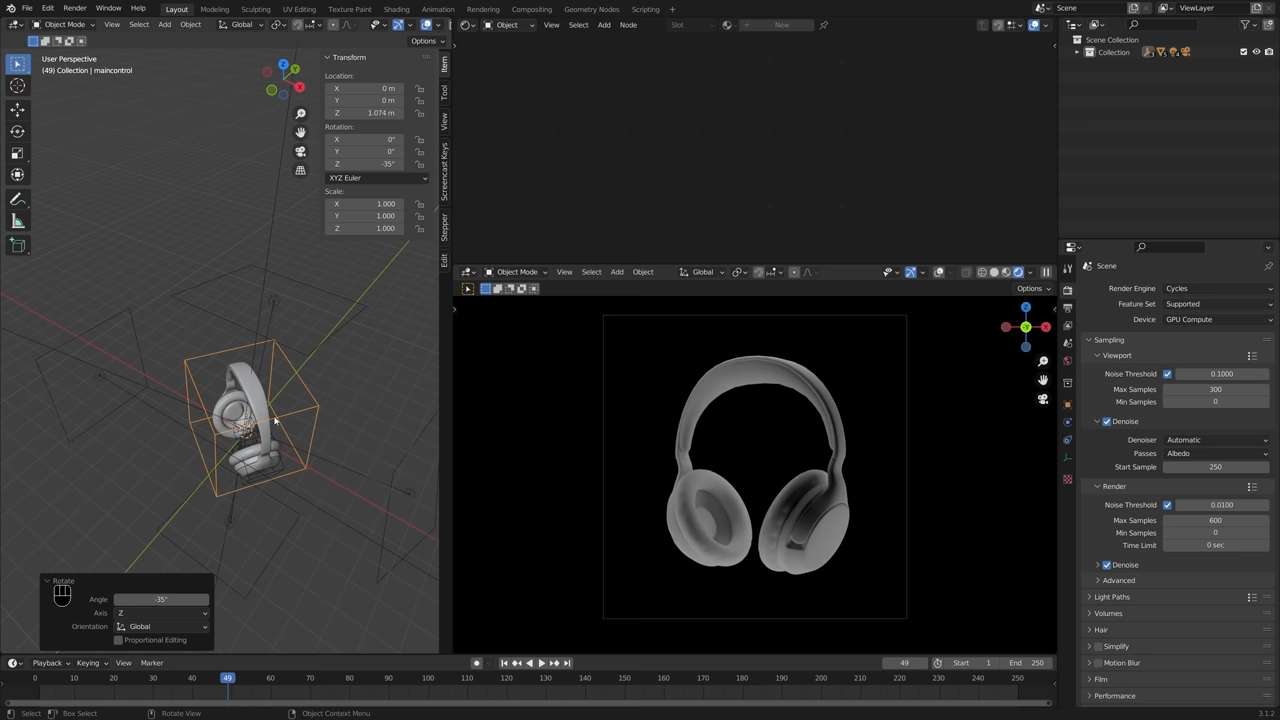 File Edit Render Window Help Layout Modeling Sculpting UV Editing Texture Paint Shading Animation Rendering Compositing Geometry Nodes Scripting Scene ViewLayer
Object Mode View Select Add Object Global
Options
User Perspective
(49) Collection | maincontrol
Transform
Location:
X 0 m
Y 0 m
Z 1.074 m
Rotation:
X 0°
Y 0°
Z -35°
XYZ Euler
Scale:
X 1.000
Y 1.000
Z 1.000
Item
Tool
View
Screencast Keys
Stepper
Edit
Z
Y
X
Rotate
Angle -35°
Axis Z
Orientation Global
Proportional Editing
Object View Select Add Node Slot New
Object Mode View Select Add Object Global
Options
Z
-Y
X
Scene Collection
Collection 3 5 4
Scene
Render Engine Cycles
Feature Set Supported
Device GPU Compute
Sampling
Viewport
Noise Threshold 0.1000
Max Samples 300
Min Samples 0
Denoise
Denoiser Automatic
Passes Albedo
Start Sample 250
Render
Noise Threshold 0.0100
Max Samples 600
Min Samples 0
Time Limit 0 sec
Denoise
Advanced
Light Paths
Volumes
Hair
Simplify
Motion Blur
Film
Performance
Playback Keying View Marker 49 Start 1 End 250
0 20 40 49 60 70 80 90 100 110 120 130 140 150 160 170 180 190 200 210 220 230 240 250
Select Box Select Rotate View Object Context Menu 3.1.2